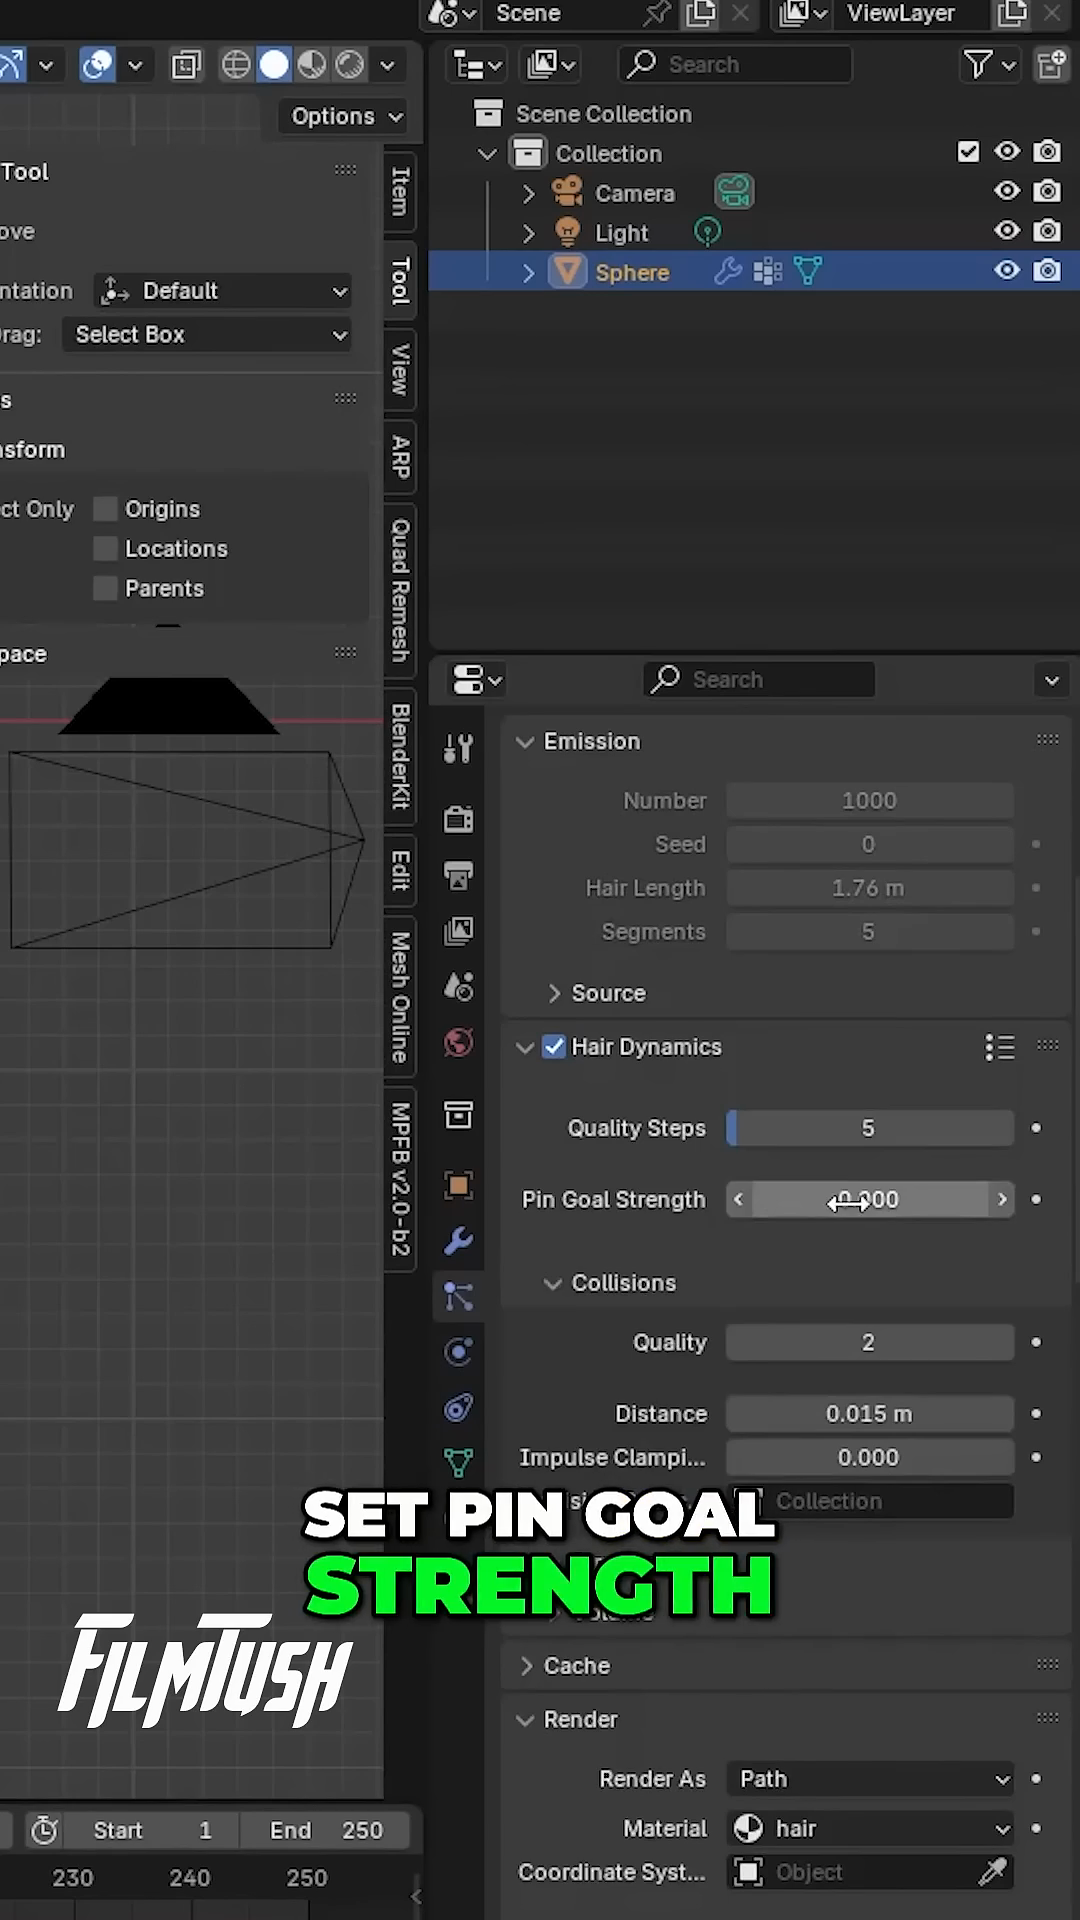 Scene
ViewLayer
Search
Options
Scene Collection
Collection
Camera
Light
Sphere
Tool
ove
ntation
Default
rag:
Select Box
s
nsform
ct Only
Origins
Locations
Parents
pace
Item
Tool
View
ARP
Quad Remesh
BlenderKit
Edit
Mesh Online
MPFB v2.0-b2
Search
Emission
Number 1000
Seed 0
Hair Length 1.76 m
Segments 5
Source
Hair Dynamics
Quality Steps 5
Pin Goal Strength
Collisions
Quality 2
Distance 0.015 m
Impulse Clampi... 0.000
Collection
SET PIN GOAL
STRENGTH
FILMTUSH
Cache
Render
Render As Path
Material hair
Coordinate Syst... Object
Start 1 End 250
230 240 250